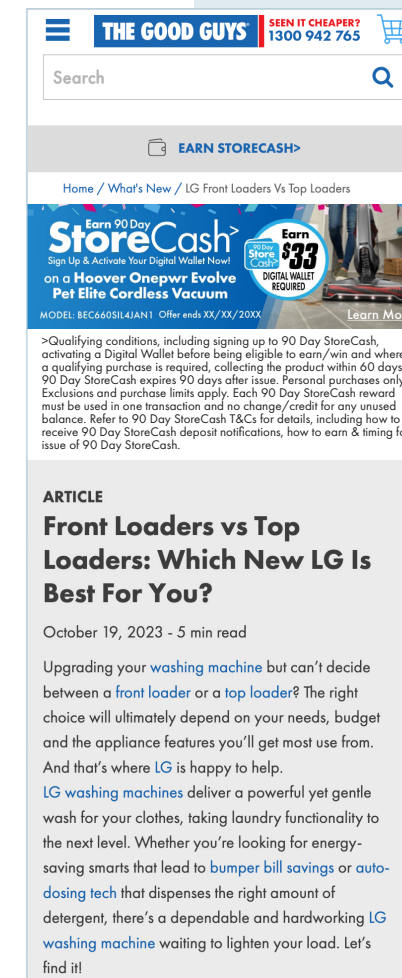 THE GOOD GUYS
SEEN IT CHEAPER?
1300 942 765
Search
EARN STORECASH>
Home / What's New / LG Front Loaders Vs Top Loaders
Earn 90 Day
StoreCash>
Sign Up & Activate Your Digital Wallet Now!
on a Hoover Onepwr Evolve
Pet Elite Cordless Vacuum
MODEL: BEC660SIL4JAN1 Offer ends XX/XX/20XX
Earn
90 Day
Store
Cash>
$33
DIGITAL WALLET
REQUIRED
Learn Mo
>Qualifying conditions, including signing up to 90 Day StoreCash,
activating a Digital Wallet before being eligible to earn/win and where
a qualifying purchase is required, collecting the product within 60 days
90 Day StoreCash expires 90 days after issue. Personal purchases only
Exclusions and purchase limits apply. Each 90 Day StoreCash reward
must be used in one transaction and no change/credit for any unused
balance. Refer to 90 Day StoreCash T&Cs for details, including how to
receive 90 Day StoreCash deposit notifications, how to earn & timing fo
issue of 90 Day StoreCash.
ARTICLE
Front Loaders vs Top
Loaders: Which New LG Is
Best For You?
October 19, 2023 - 5 min read
Upgrading your washing machine but can't decide
between a front loader or a top loader? The right
choice will ultimately depend on your needs, budget
and the appliance features you'll get most use from.
And that's where LG is happy to help.
LG washing machines deliver a powerful yet gentle
wash for your clothes, taking laundry functionality to
the next level. Whether you're looking for energy-
saving smarts that lead to bumper bill savings or auto-
dosing tech that dispenses the right amount of
detergent, there's a dependable and hardworking LG
washing machine waiting to lighten your load. Let's
find it!